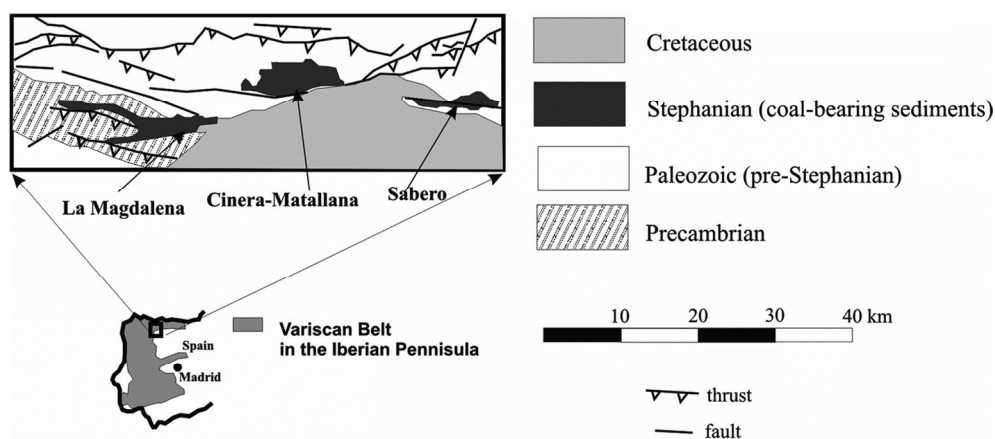 Cretaceous
Stephanian (coal-bearing sediments)
Paleozoic (pre-Stephanian)
Precambrian
La Magdalena
Cinera-Matallana
Sabero
Variscan Belt
in the Iberian Pennisula
Spain
Madrid
10 20 30 40 km
thrust
fault